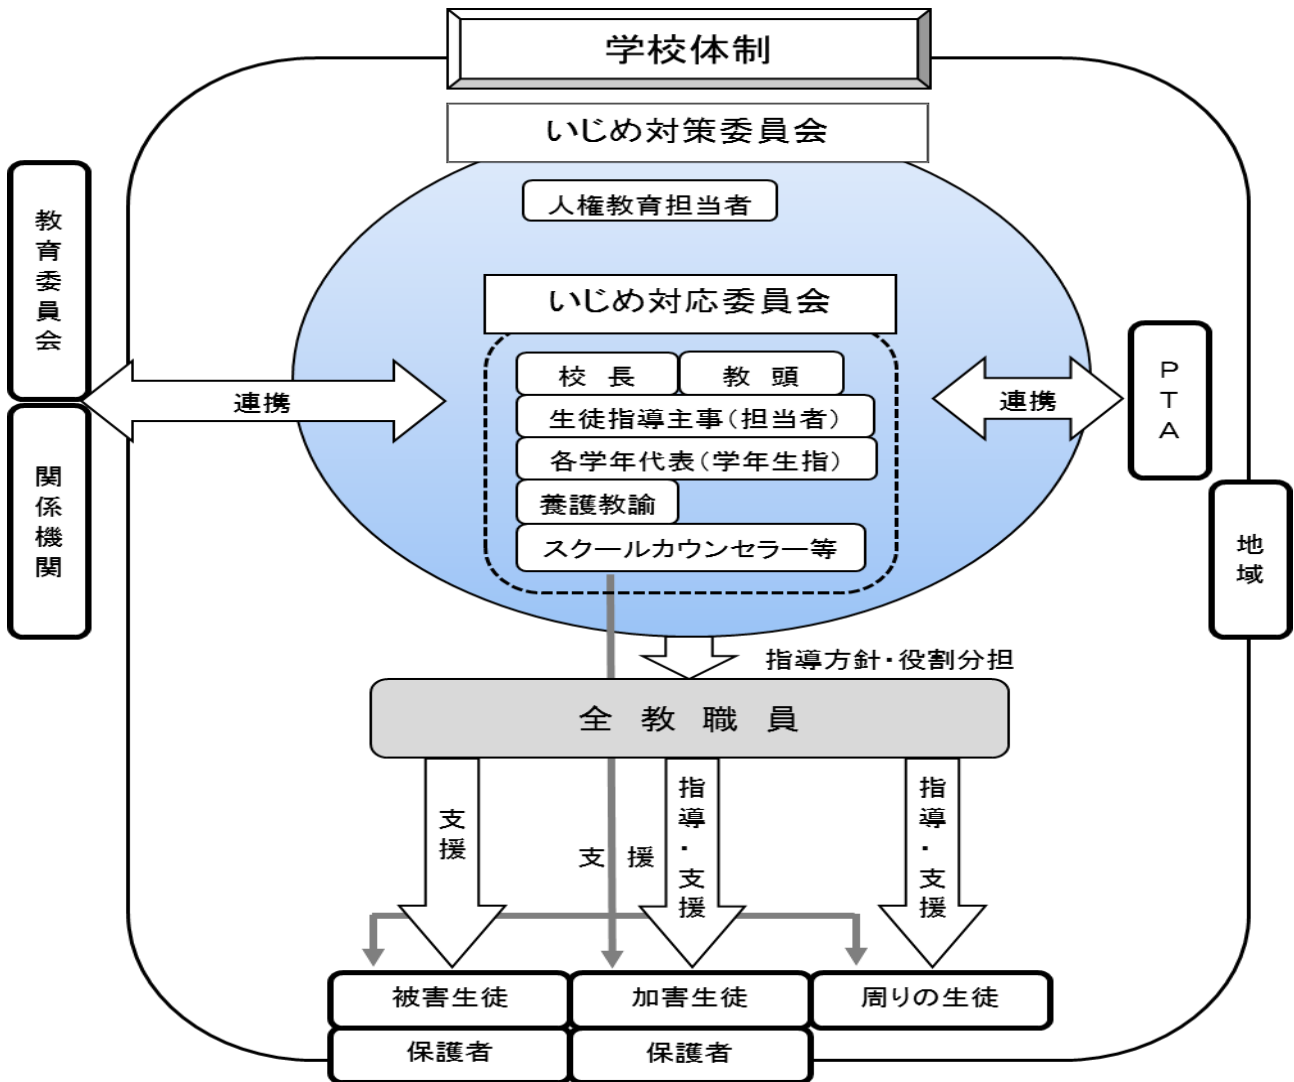 学校体制
いじめ対策委員会
人権教育担当者
いじめ対応委員会
校 長
教 頭
生徒指導主事(担当者)
各学年代表(学年生指)
養護教諭
スクールカウンセラー等
教育委員会
関係機関
連携
連携
PTA
地域
指導方針・役割分担
全 教 職 員
支援
支 援
指導・支援
指導・支援
被害生徒
加害生徒
周りの生徒
保護者
保護者